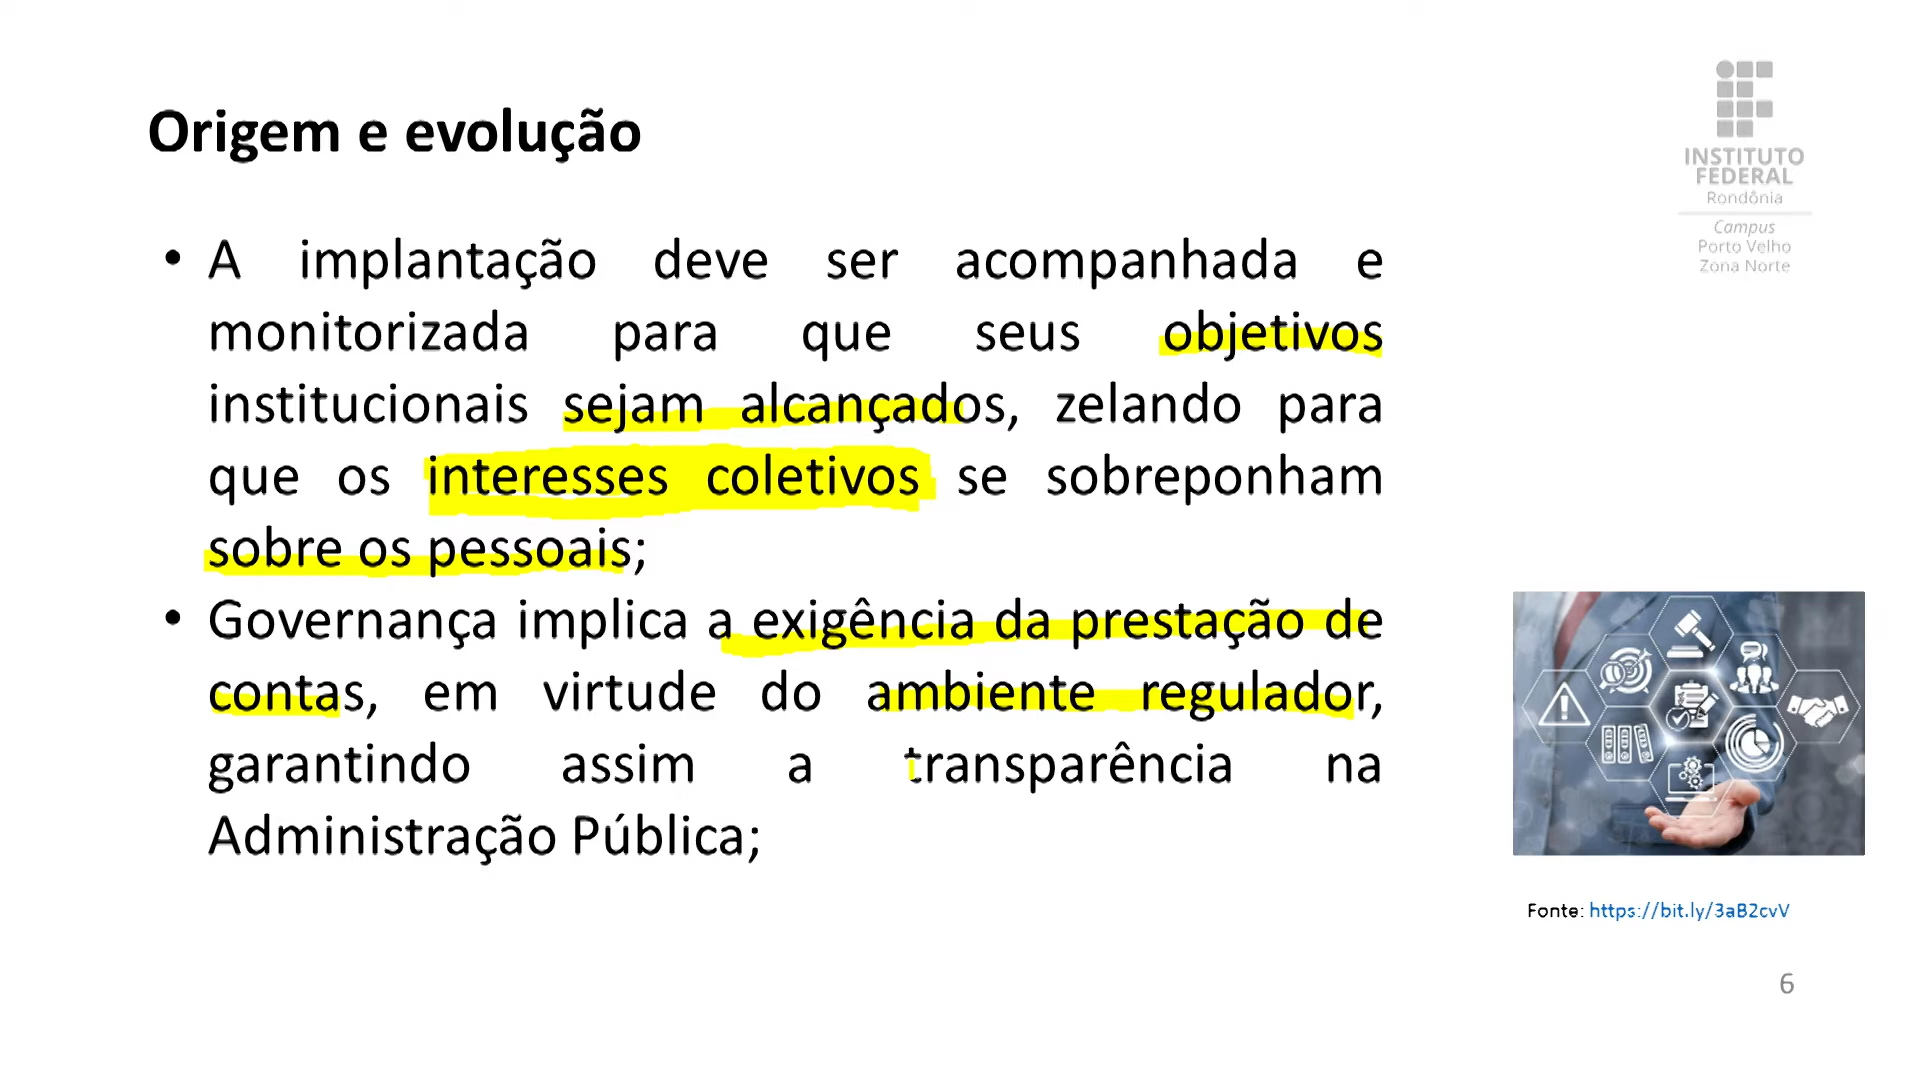 Origem e evolução
INSTITUTO
FEDERAL
Rondônia
Campus
Porto Velho
Zona Norte
• A implantação deve ser acompanhada e
monitorizada para que seus objetivos
institucionais sejam alcançados, zelando para
que os interesses coletivos se sobreponham
sobre os pessoais;
• Governança implica a exigência da prestação de
contas, em virtude do ambiente regulador,
garantindo assim a transparência na
Administração Pública;
Fonte: https://bit.ly/3aB2cvV
6